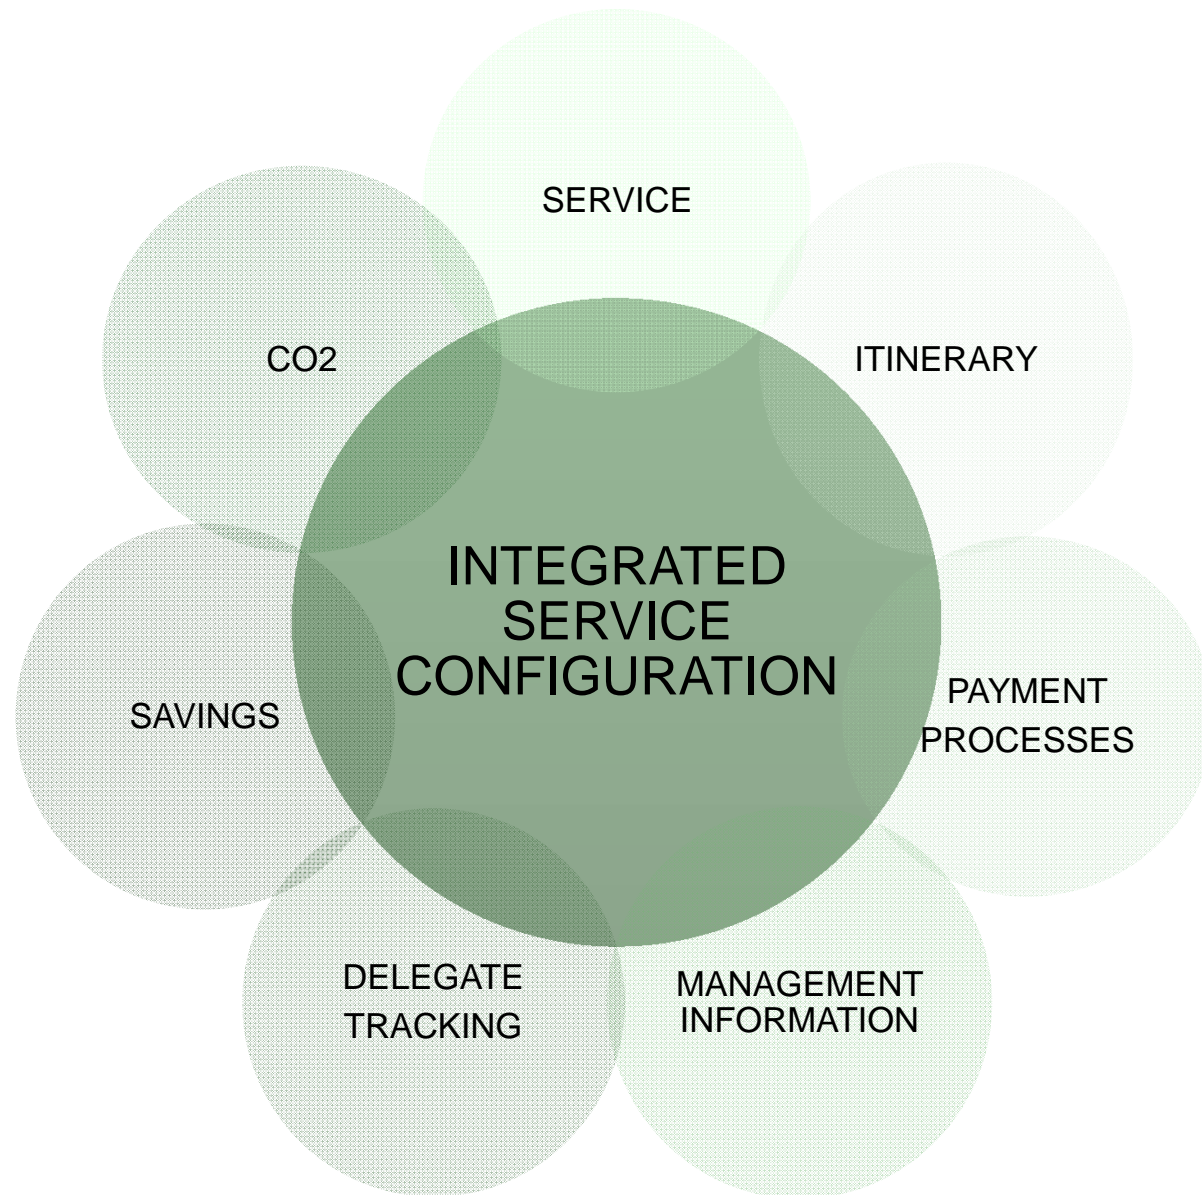 SERVICE
CO2
ITINERARY
INTEGRATED
SERVICE
CONFIGURATION
SAVINGS
PAYMENT
PROCESSES
DELEGATE
TRACKING
MANAGEMENT
INFORMATION